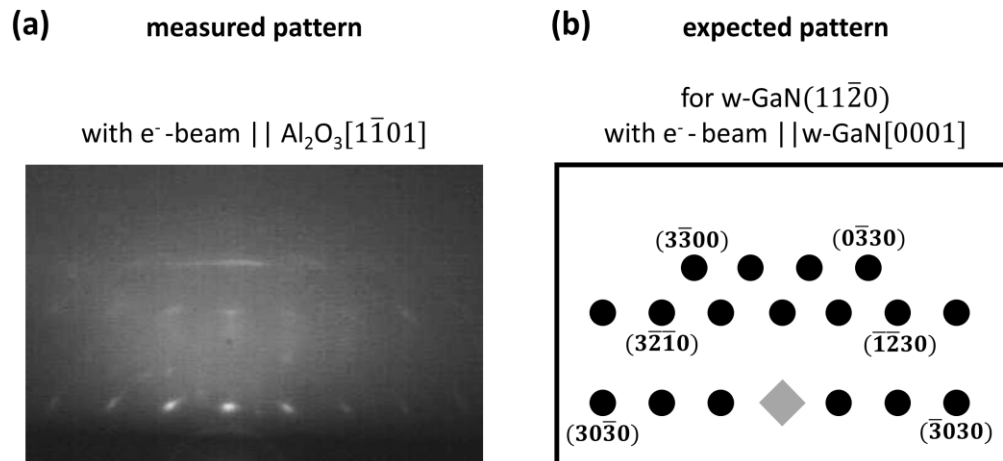 (a) measured pattern
with e⁻-beam || Al₂O₃[11̄01]
(b) expected pattern
for w-GaN(112̄0)
with e⁻- beam ||w-GaN[0001]
(33̄00) (03̄30)
(32̄1̄0) (1̄2̄30)
(303̄0) (3̄030)